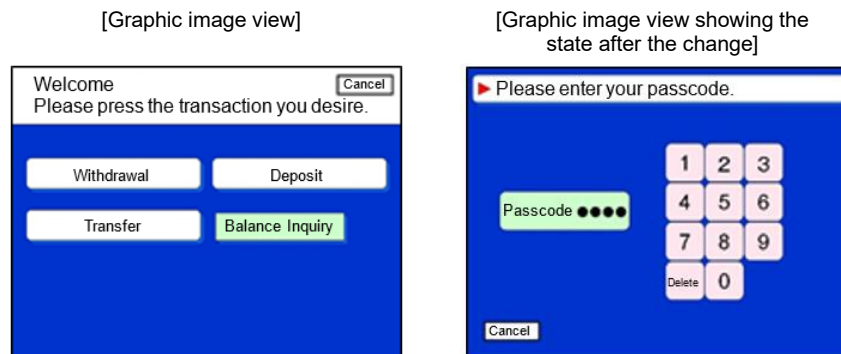 [Graphic image view]
Welcome
Cancel
Please press the transaction you desire.
Withdrawal
Deposit
Transfer
Balance Inquiry
[Graphic image view showing the
state after the change]
Please enter your passcode.
1 2 3
Passcode ●●●●
4 5 6
7 8 9
Delete 0
Cancel